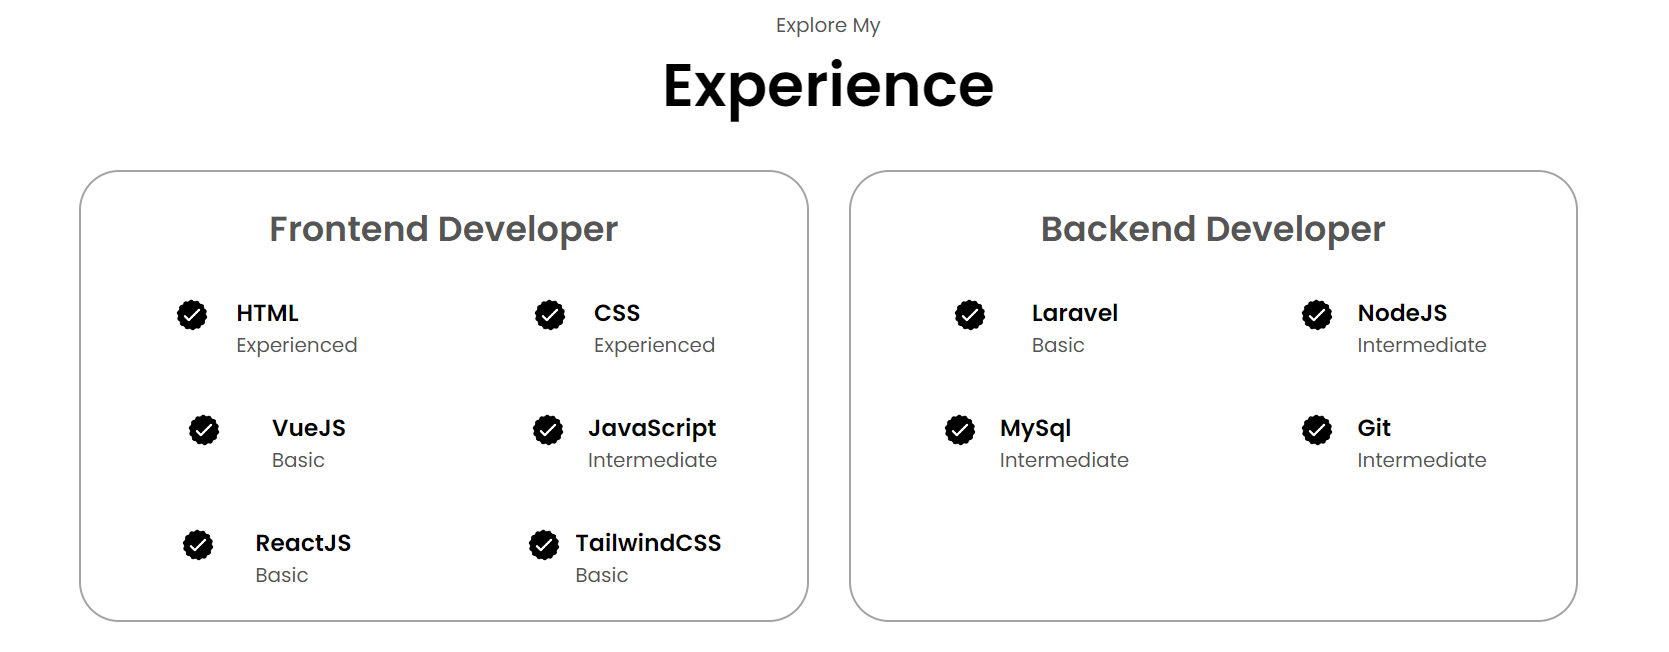 Explore My
Experience
Frontend Developer
HTML
Experienced
CSS
Experienced
VueJS
Basic
JavaScript
Intermediate
ReactJS
Basic
TailwindCSS
Basic
Backend Developer
Laravel
Basic
NodeJS
Intermediate
MySql
Intermediate
Git
Intermediate